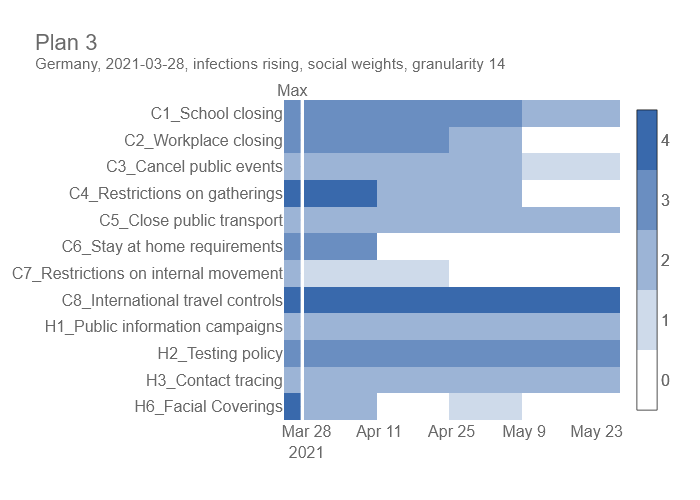 Plan 3
Germany, 2021-03-28, infections rising, social weights, granularity 14
Max
C1_School closing
C2_Workplace closing
C3_Cancel public events
C4_Restrictions on gatherings
C5_Close public transport
C6_Stay at home requirements
C7_Restrictions on internal movement
C8_International travel controls
H1_Public information campaigns
H2_Testing policy
H3_Contact tracing
H6_Facial Coverings
4
3
2
1
0
Mar 28 Apr 11 Apr 25 May 9 May 23
2021